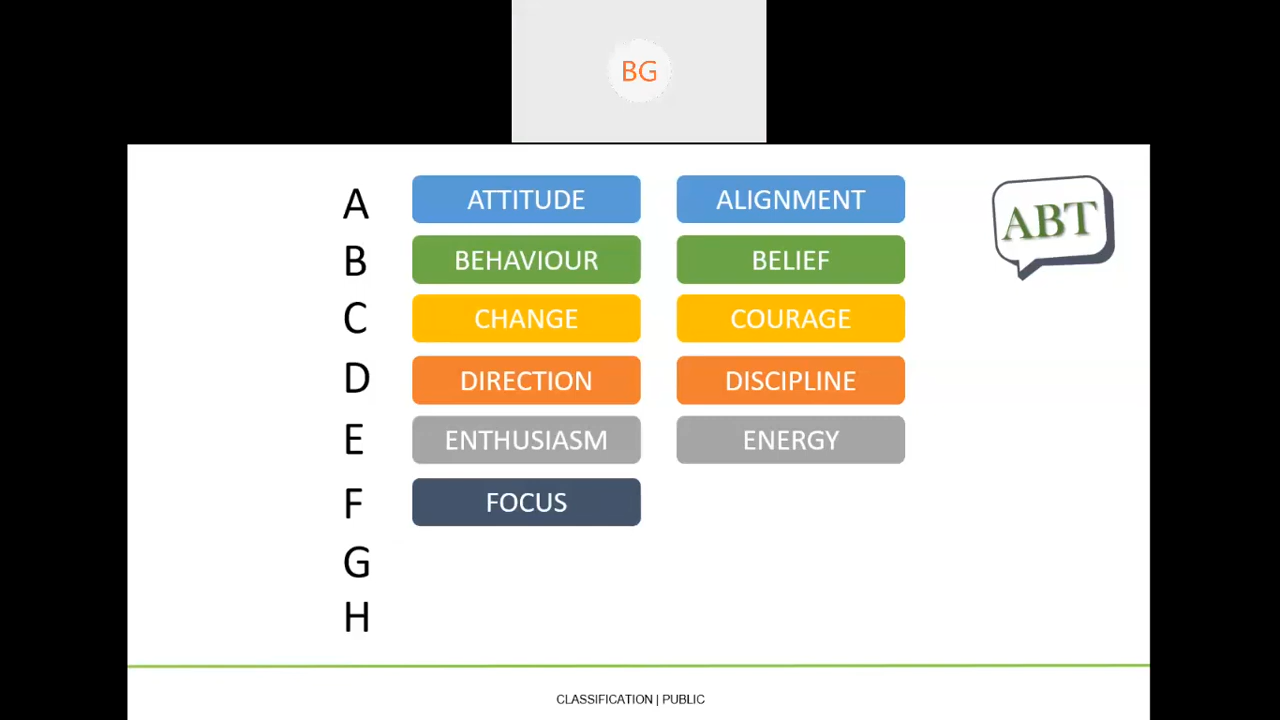 BG
A ATTITUDE ALIGNMENT
ABT
B BEHAVIOUR BELIEF
C CHANGE COURAGE
D DIRECTION DISCIPLINE
E ENTHUSIASM ENERGY
F FOCUS
G
H
CLASSIFICATION | PUBLIC